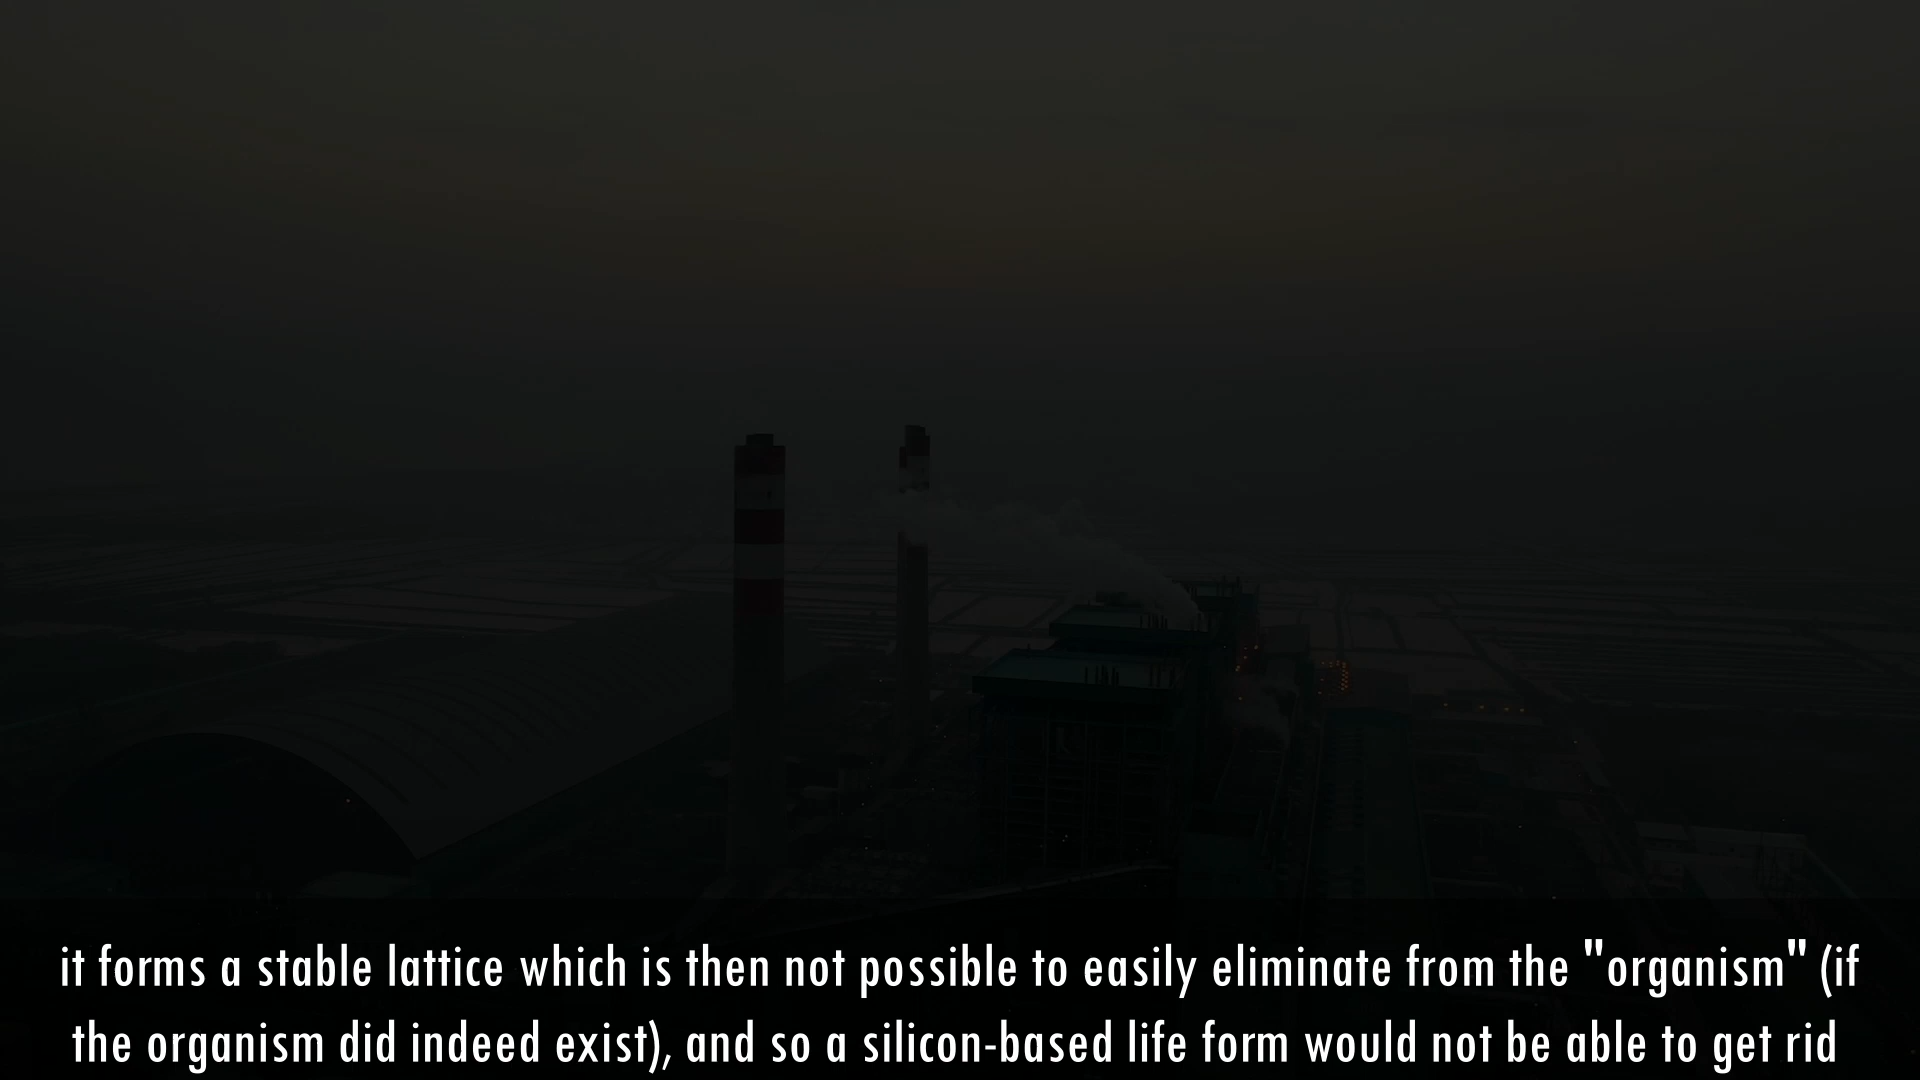 it forms a stable lattice which is then not possible to easily eliminate from the "organism" (if
the organism did indeed exist), and so a silicon-based life form would not be able to get rid